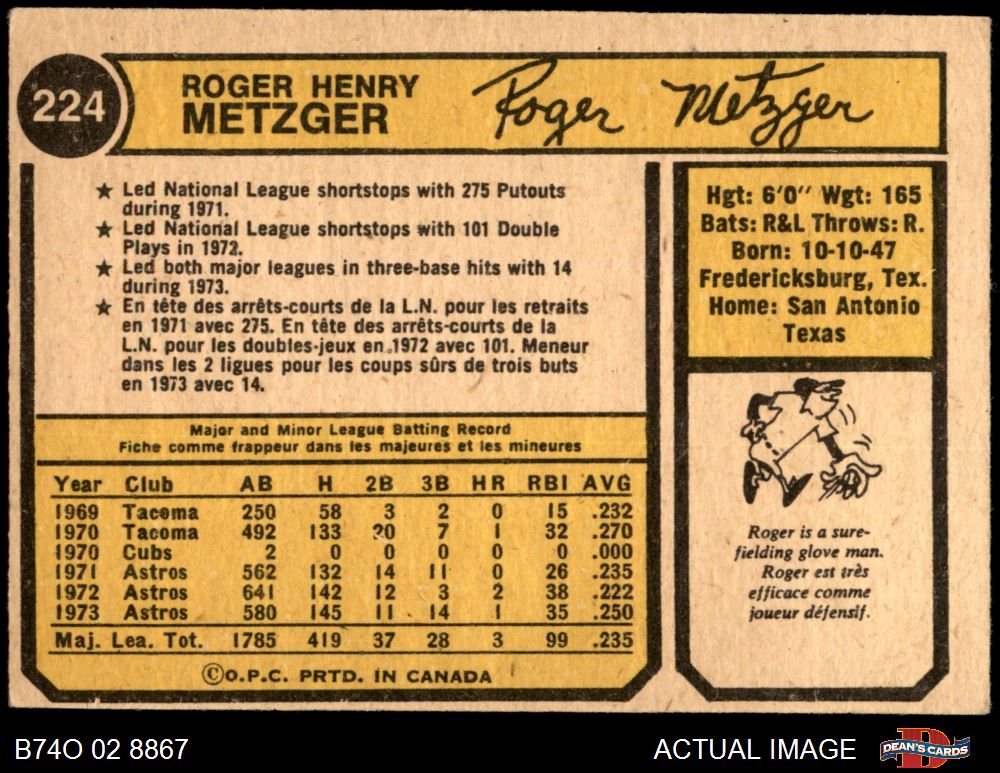 224
ROGER HENRY
METZGER
Roger Metzger
★ Led National League shortstops with 275 Putouts
during 1971.
★ Led National League shortstops with 101 Double
Plays in 1972.
★ Led both major leagues in three-base hits with 14
during 1973.
★ En tête des arrêts-courts de la L.N. pour les retraits
en 1971 avec 275. En tête des arrêts-courts de la
L.N. pour les doubles-jeux en 1972 avec 101. Meneur
dans les 2 ligues pour les coups sûrs de trois buts
en 1973 avec 14.
Hgt: 6'0'' Wgt: 165
Bats: R&L Throws: R.
Born: 10-10-47
Fredericksburg, Tex.
Home: San Antonio
Texas
Major and Minor League Batting Record
Fiche comme frappeur dans les majeures et les mineures
Year Club AB H 2B 3B HR RBI AVG
1969 Tacoma 250 58 3 2 0 15 .232
1970 Tacoma 492 133 20 7 1 32 .270
1970 Cubs 2 0 0 0 0 0 .000
1971 Astros 562 132 14 11 0 26 .235
1972 Astros 641 142 12 3 2 38 .222
1973 Astros 580 145 11 14 1 35 .250
Maj. Lea. Tot. 1785 419 37 28 3 99 .235
©O.P.C. PRTD. IN CANADA
Roger is a sure-
fielding glove man.
Roger est très
efficace comme
joueur défensif.
B74O 02 8867
ACTUAL IMAGE
DEAN'S CARDS